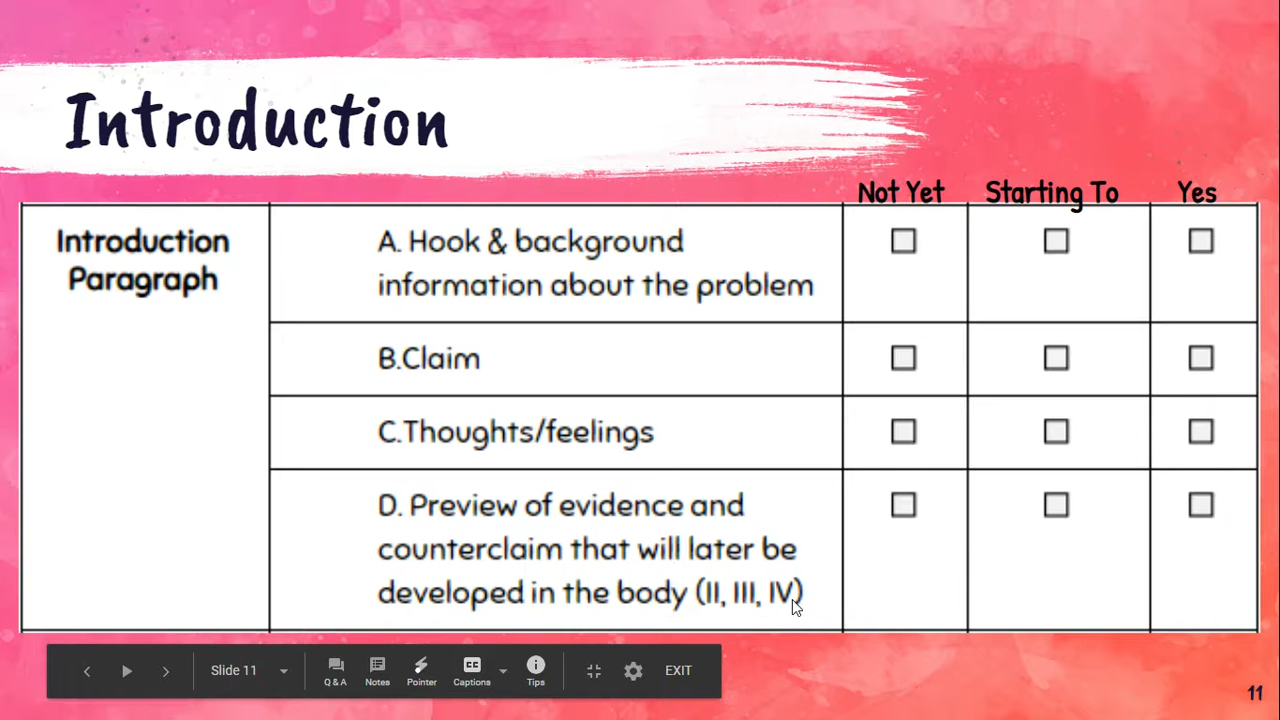 Introduction
Not Yet Starting To Yes
Introduction
Paragraph
A. Hook & background
information about the problem
B.Claim
C.Thoughts/feelings
D. Preview of evidence and
counterclaim that will later be
developed in the body (II, III, IV)
Slide 11
Q & A Notes Pointer Captions Tips EXIT
CC
11